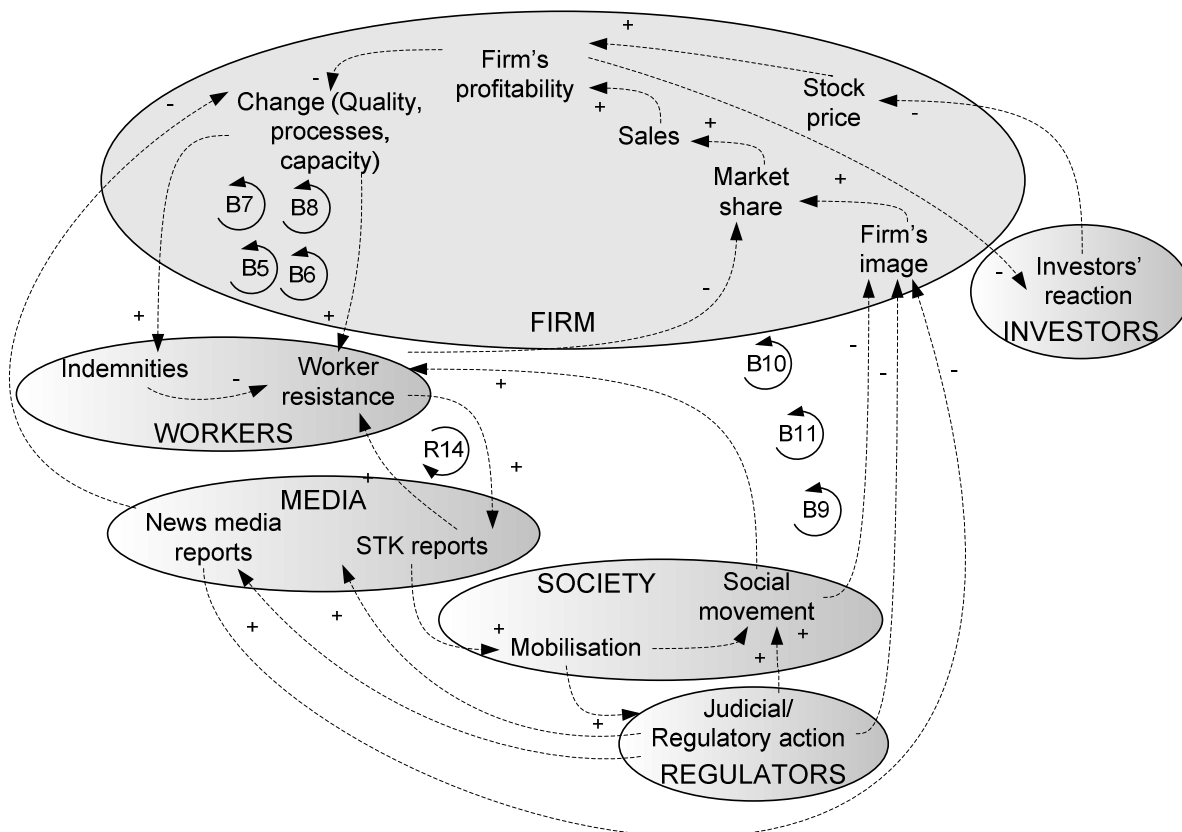 +
Firm's
profitability
-
-
Change (Quality,
processes,
capacity)
Stock
price
+
-
Sales
+
Market
share
+
B7
B8
Firm's
image
B5
B6
-
-
Investors'
reaction
INVESTORS
+
+
FIRM
Indemnities
-
Worker
resistance
WORKERS
+
B10
-
-
-
B11
R14
+
+
MEDIA
B9
News media
reports
STK reports
SOCIETY
Social
movement
+
+
+
Mobilisation
+
+
+
Judicial/
Regulatory action
REGULATORS